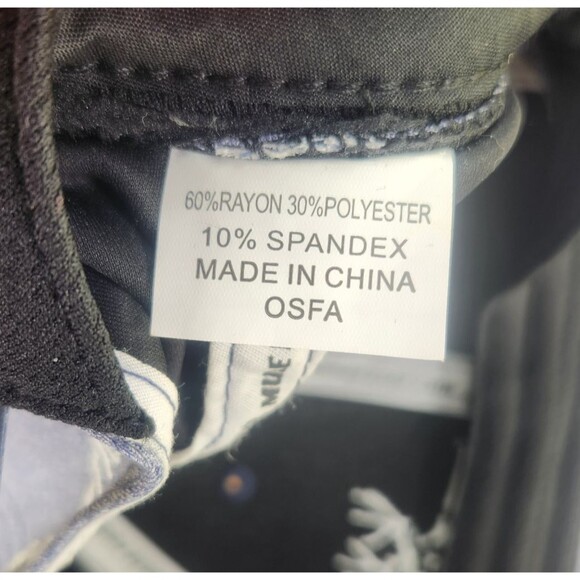 60%RAYON 30%POLYESTER
10% SPANDEX
MADE IN CHINA
OSFA